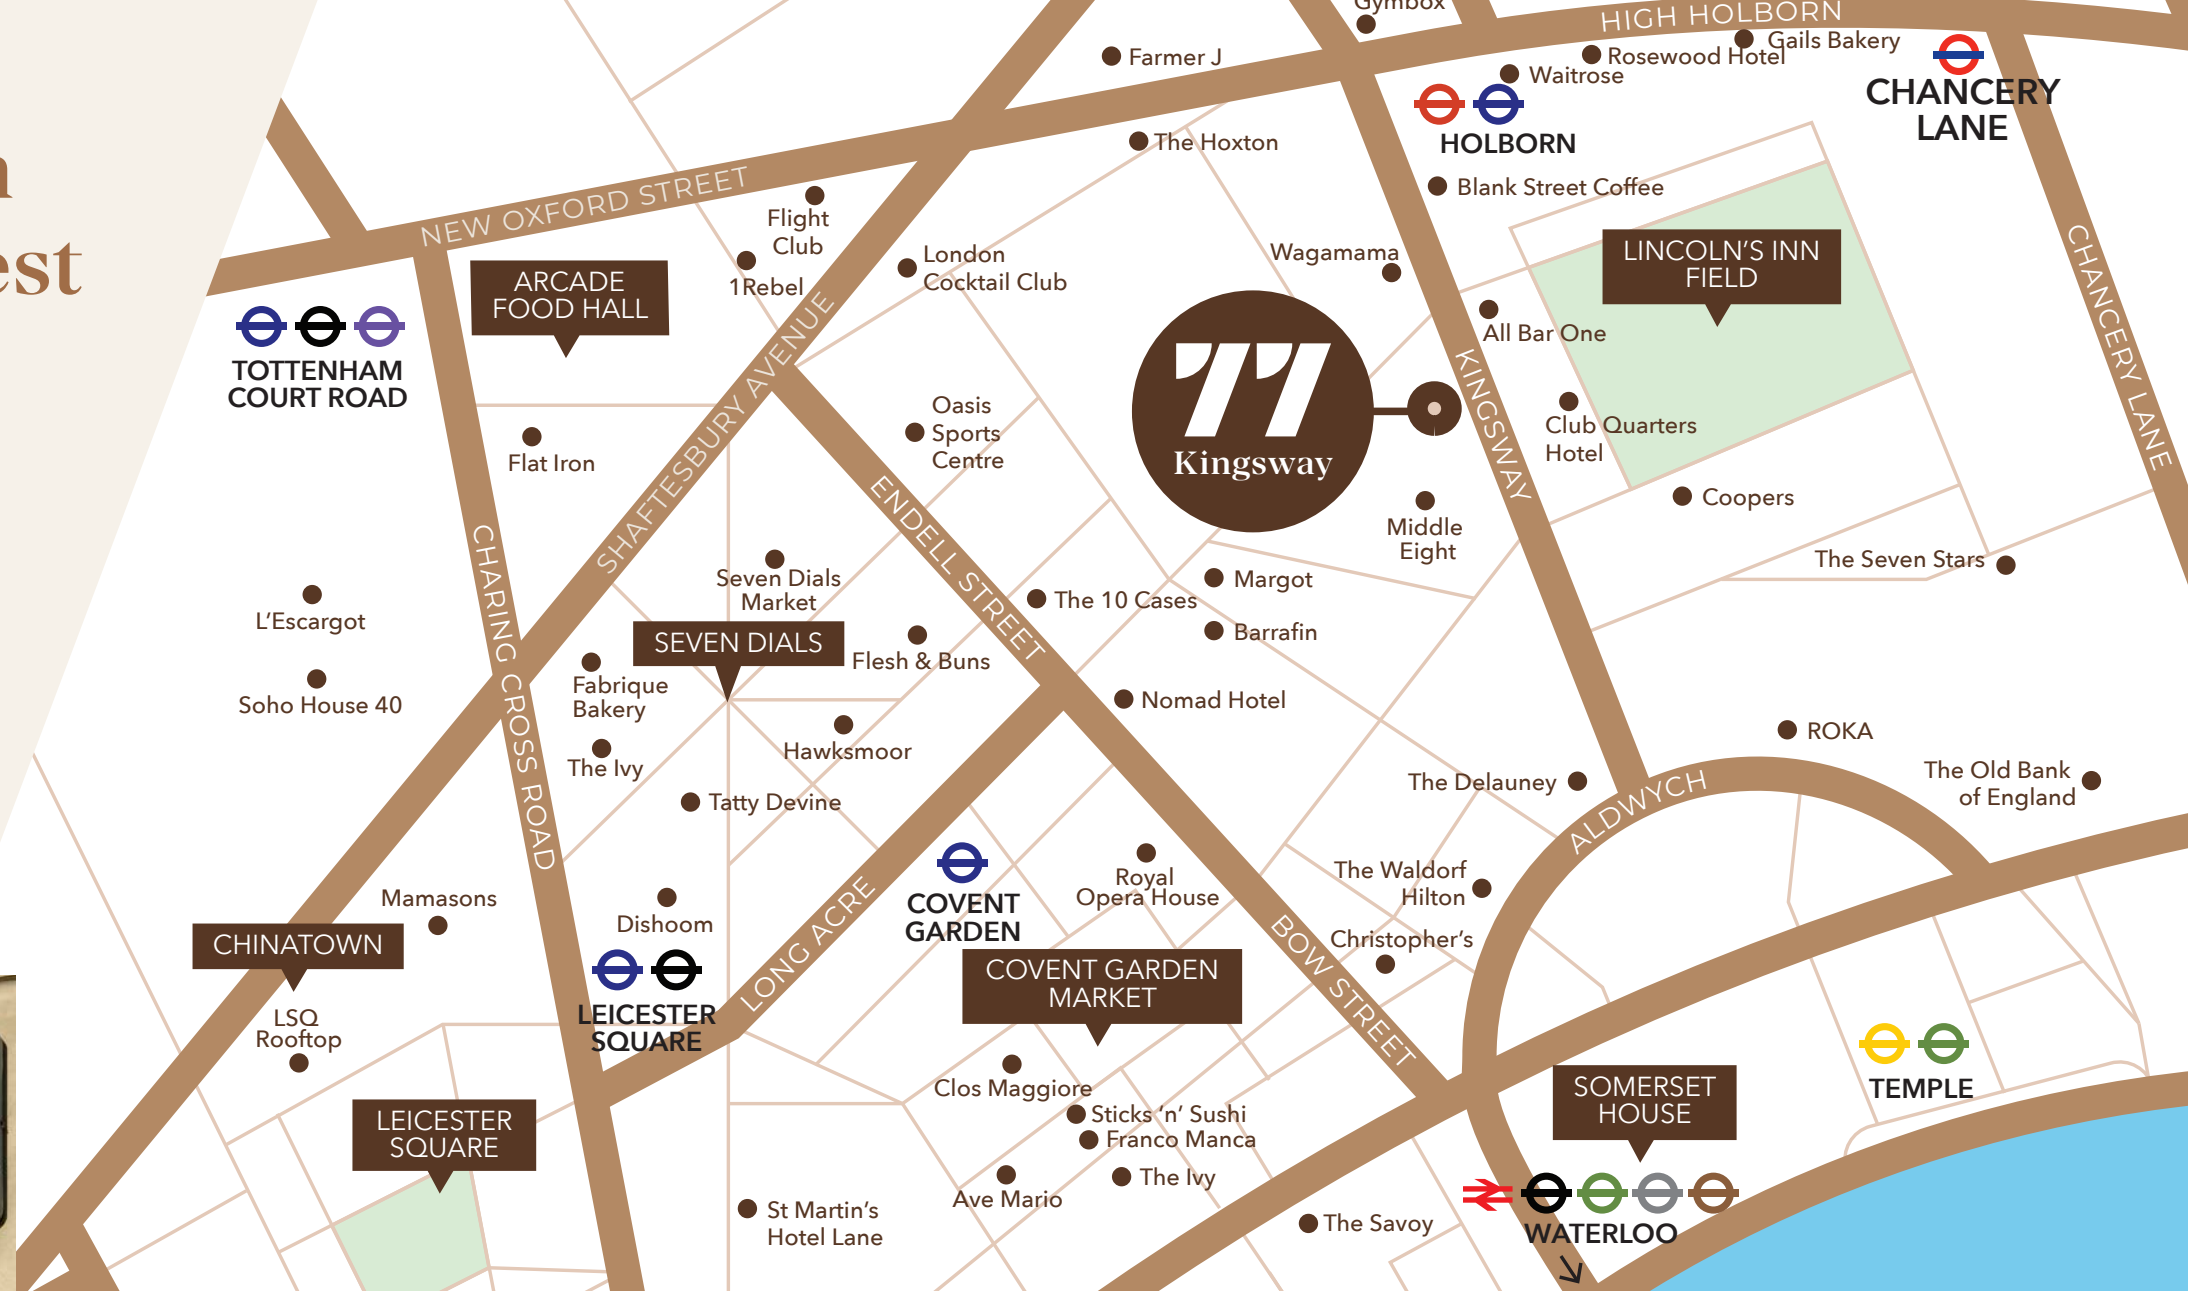 est
Gymbox
HIGH HOLBORN
Farmer J
Gails Bakery
Rosewood Hotel
Waitrose
CHANCERY
LANE
HOLBORN
The Hoxton
Blank Street Coffee
NEW OXFORD STREET
Flight
Club
1Rebel
London
Cocktail Club
Wagamama
LINCOLN'S INN
FIELD
CHANCERY LANE
ARCADE
FOOD HALL
TOTTENHAM
COURT ROAD
All Bar One
77
Kingsway
KINGSWAY
Club Quarters
Hotel
Oasis
Sports
Centre
Flat Iron
SHAFTESBURY AVENUE
ENDELL STREET
Coopers
Middle
Eight
The Seven Stars
CHARING CROSS ROAD
Seven Dials
Market
Margot
The 10 Cases
Barrafin
L'Escargot
SEVEN DIALS
Flesh & Buns
Fabrique
Bakery
Soho House 40
Nomad Hotel
ROKA
Hawksmoor
The Ivy
Tatty Devine
The Delauney
The Old Bank
of England
ALDWYCH
Royal
Opera House
The Waldorf
Hilton
COVENT
GARDEN
Mamasons
Dishoom
CHINATOWN
LONG ACRE
Christopher's
BOW STREET
COVENT GARDEN
MARKET
LEICESTER
SQUARE
LSQ
Rooftop
Clos Maggiore
TEMPLE
SOMERSET
HOUSE
LEICESTER
SQUARE
Sticks 'n' Sushi
Franco Manca
The Ivy
Ave Mario
St Martin's
Hotel Lane
The Savoy
WATERLOO